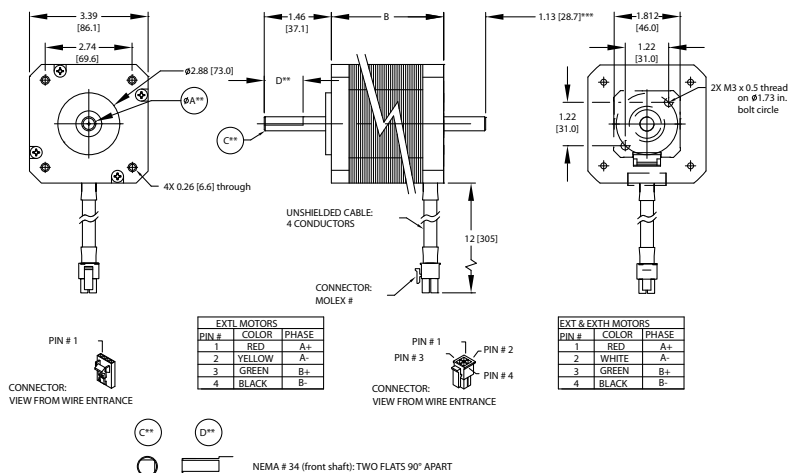 3.39
[86.1]
2.74
[69.6]
ø2.88 [73.0]
øA**
4X 0.26 [6.6] through
1.46
[37.1]
B
1.13 [28.7]***
D**
C**
UNSHIELDED CABLE:
4 CONDUCTORS
12 [305]
CONNECTOR:
MOLEX #
1.812
[46.0]
1.22
[31.0]
2X M3 x 0.5 thread
on ø1.73 in.
bolt circle
1.22
[31.0]
PIN # 1
CONNECTOR:
VIEW FROM WIRE ENTRANCE
EXTL MOTORS
PIN # COLOR PHASE
1 RED A+
2 YELLOW A-
3 GREEN B+
4 BLACK B-
PIN # 1
PIN # 2
PIN # 3
PIN # 4
CONNECTOR:
VIEW FROM WIRE ENTRANCE
EXT & EXTH MOTORS
PIN # COLOR PHASE
1 RED A+
2 WHITE A-
3 GREEN B+
4 BLACK B-
C** D**
NEMA # 34 (front shaft): TWO FLATS 90° APART